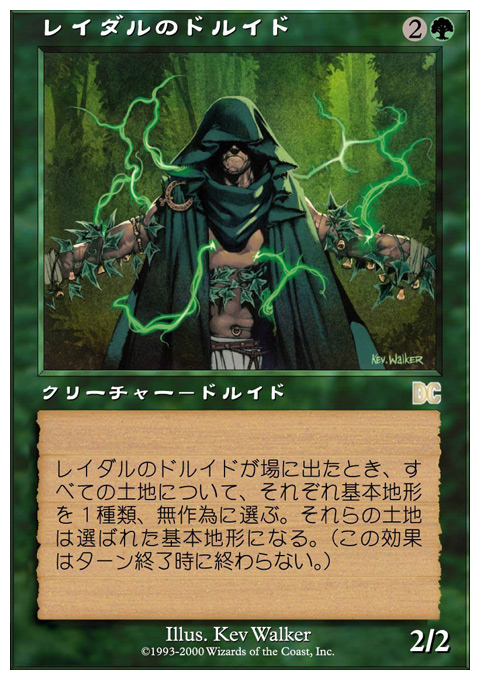 レイダルのドルイド 2
Kev. Walker
クリーチャー－ドルイド DC
レイダルのドルイドが場に出たとき、す
べての土地について、それぞれ基本地形
を１種類、無作為に選ぶ。それらの土地
は選ばれた基本地形になる。（この効果
はターン終了時に終わらない。）
Illus. Kev Walker
©1993-2000 Wizards of the Coast, Inc.
2/2